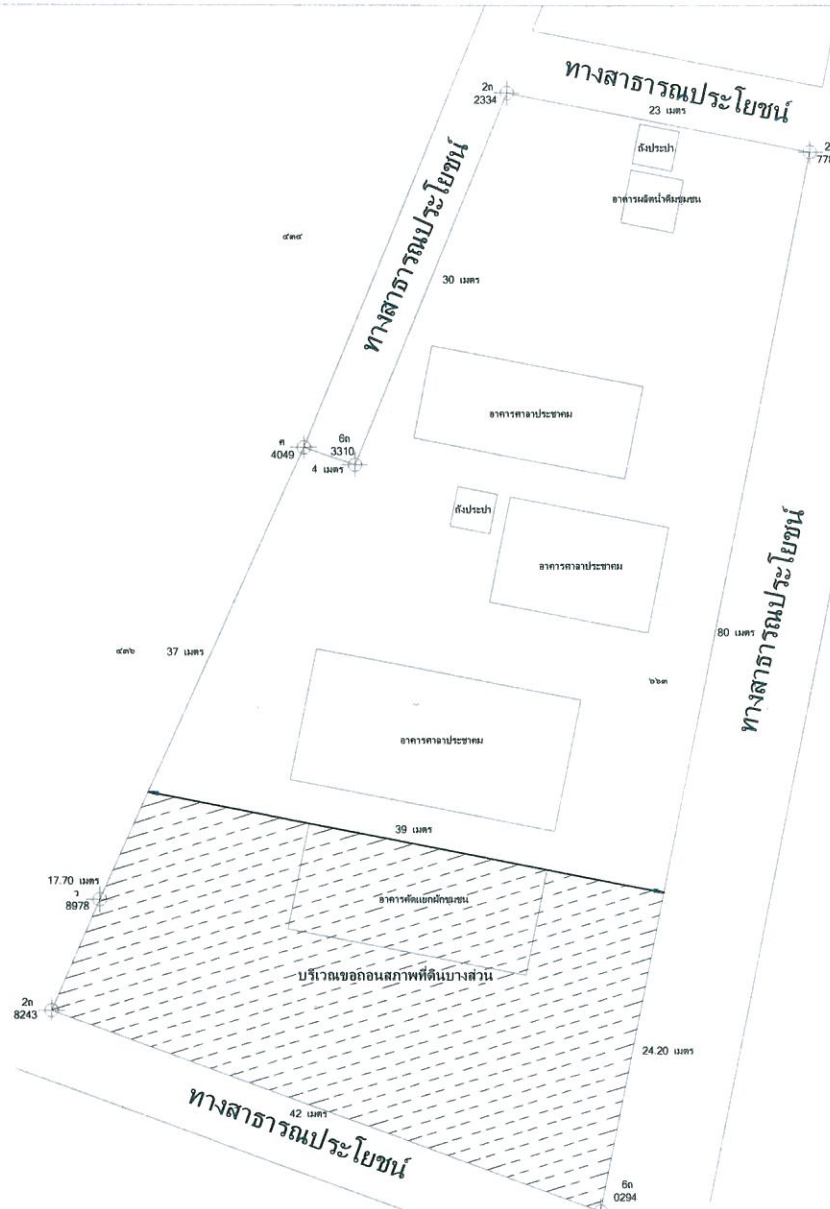 ทางสาธารณประโยชน์
2ถ
2334
23 เมตร
ถังประปา
อาคารผลิตน้ำดื่มชุมชน
ทางสาธารณประโยชน์
๔๓๔
30 เมตร
อาคารศาลาประชาคม
ค
4049
6ถ
3310
4 เมตร
ถังประปา
อาคารศาลาประชาคม
ทางสาธารณประโยชน์
80 เมตร
๔๓๖
37 เมตร
๖๖๓
อาคารศาลาประชาคม
39 เมตร
17.70 เมตร
ว
8978
อาคารคัดแยกผักชุมชน
บริเวณขอถอนสภาพที่ดินบางส่วน
2ถ
8243
24.20 เมตร
42 เมตร
ทางสาธารณประโยชน์
6ถ
0294